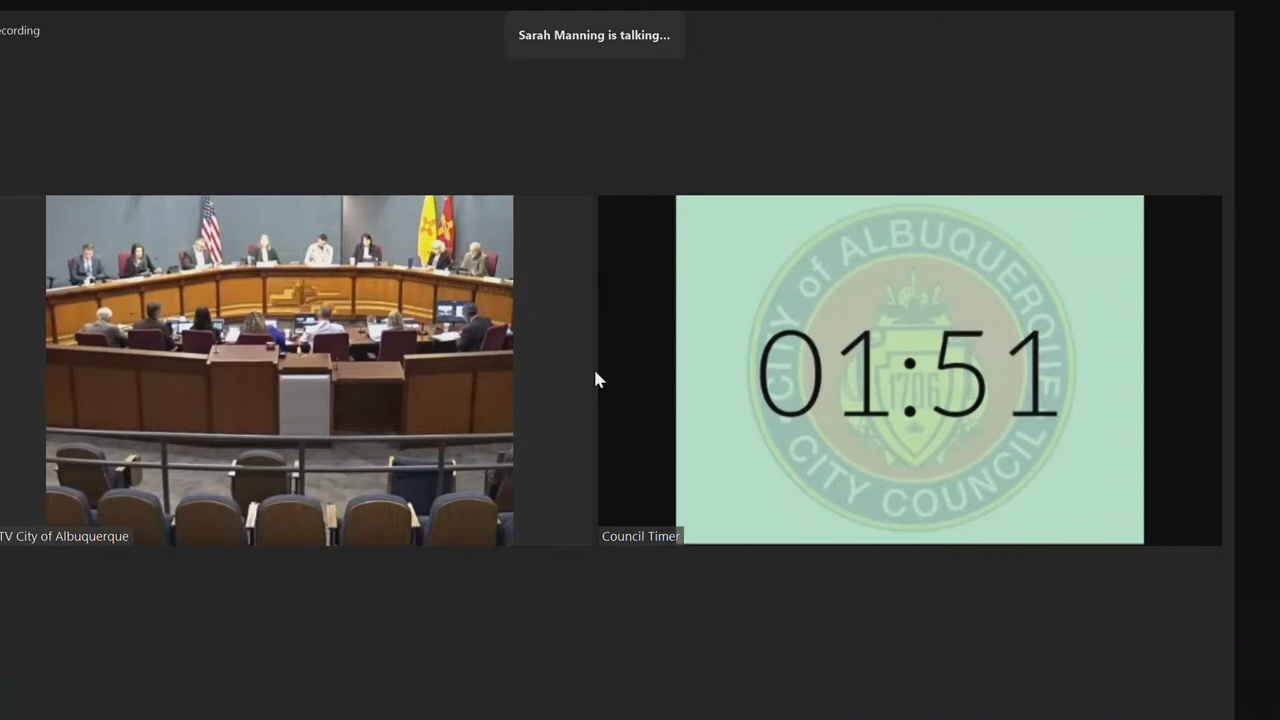 ecording
Sarah Manning is talking...
TV City of Albuquerque
CITY of ALBUQUERQUE
1706
CITY COUNCIL
01:51
Council Timer